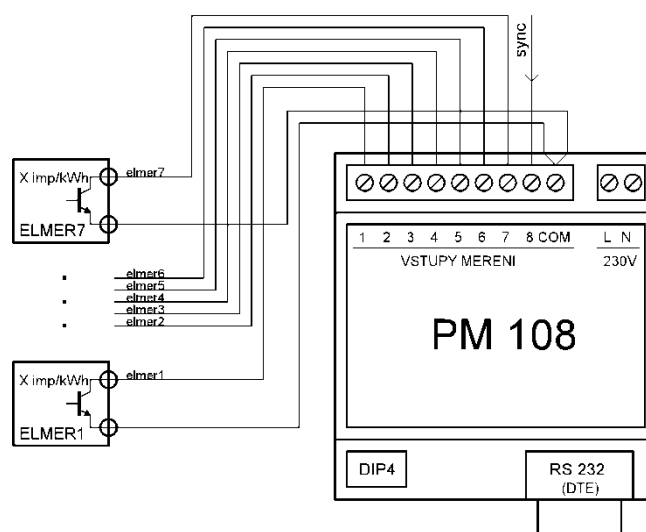 sync
X imp/kWh
elmer7
ELMER7
elmer6
elmer5
elmer4
elmer3
elmer2
X imp/kWh
elmer1
ELMER1
1 2 3 4 5 6 7 8 COM
L N
VSTUPY MERENI
230V
PM 108
DIP4
RS 232
(DTE)